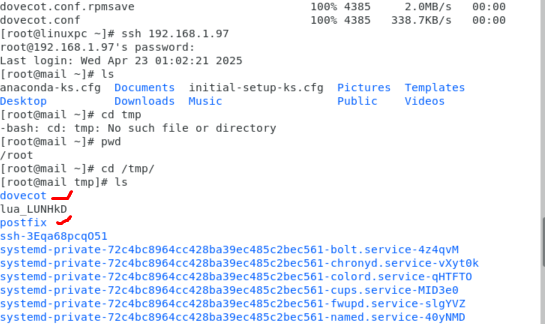 dovecot.conf.rpmsave 100% 4385 2.0MB/s 00:00
dovecot.conf 100% 4385 338.7KB/s 00:00
[root@linuxpc ~]# ssh 192.168.1.97
root@192.168.1.97's password:
Last login: Wed Apr 23 01:02:21 2025
[root@mail ~]# ls
anaconda-ks.cfg Documents initial-setup-ks.cfg Pictures Templates
Desktop Downloads Music Public Videos
[root@mail ~]# cd tmp
-bash: cd: tmp: No such file or directory
[root@mail ~]# pwd
/root
[root@mail ~]# cd /tmp/
[root@mail tmp]# ls
dovecot
lua_LUNHkD
postfix
ssh-3Eqa68pcqO51
systemd-private-72c4bc8964cc428ba39ec485c2bec561-bolt.service-4z4qvM
systemd-private-72c4bc8964cc428ba39ec485c2bec561-chronyd.service-vXyt0k
systemd-private-72c4bc8964cc428ba39ec485c2bec561-colord.service-qHTFTO
systemd-private-72c4bc8964cc428ba39ec485c2bec561-cups.service-MID3e0
systemd-private-72c4bc8964cc428ba39ec485c2bec561-fwupd.service-slgYVZ
systemd-private-72c4bc8964cc428ba39ec485c2bec561-named.service-40yNMD